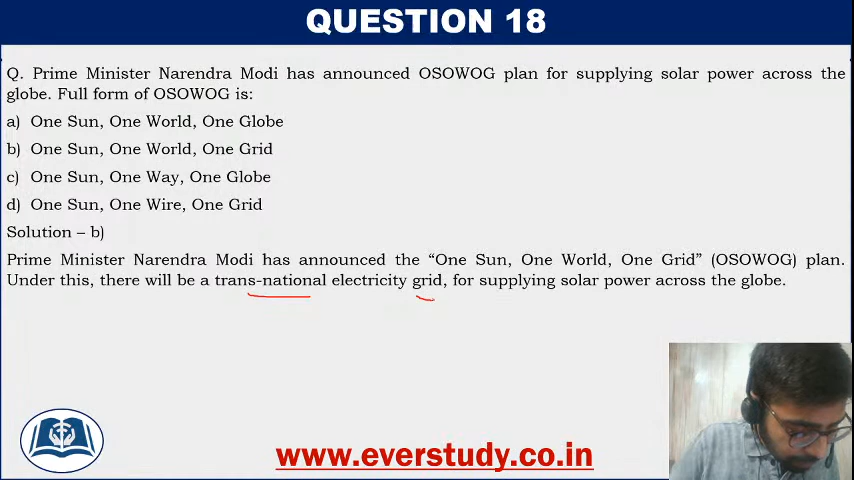 QUESTION 18
Q. Prime Minister Narendra Modi has announced OSOWOG plan for supplying solar power across the
globe. Full form of OSOWOG is:
a) One Sun, One World, One Globe
b) One Sun, One World, One Grid
c) One Sun, One Way, One Globe
d) One Sun, One Wire, One Grid
Solution – b)
Prime Minister Narendra Modi has announced the “One Sun, One World, One Grid” (OSOWOG) plan.
Under this, there will be a trans-national electricity grid, for supplying solar power across the globe.
www.everstudy.co.in